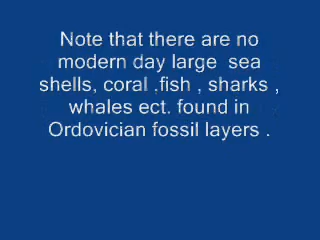 Note that there are no
modern day large  sea
shells, coral ,fish , sharks ,
whales ect. found in
Ordovician fossil layers .